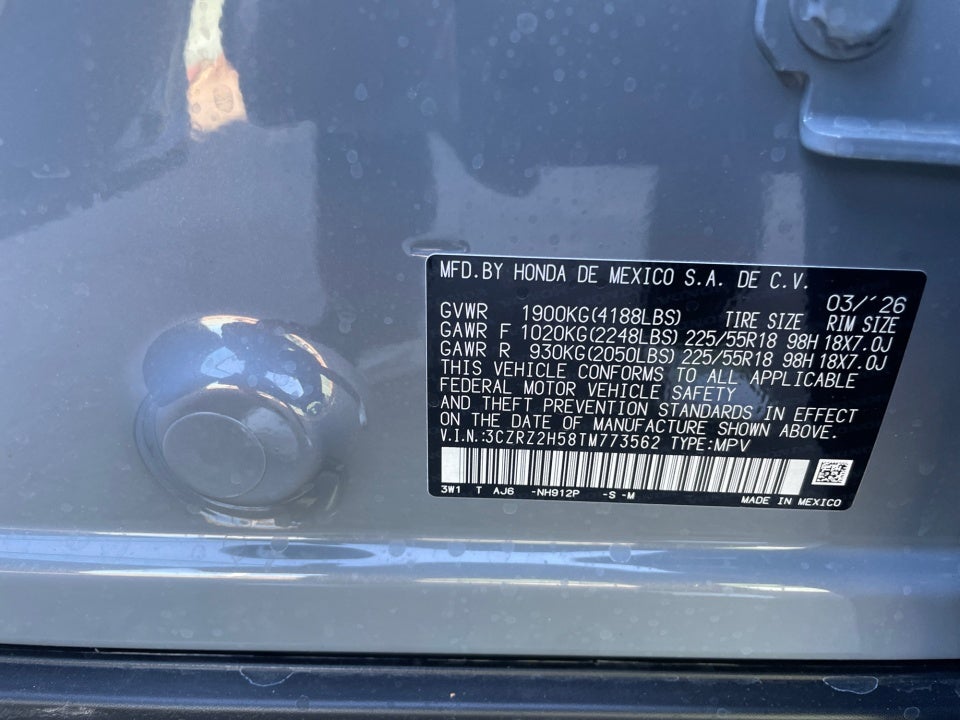 MFD.BY HONDA DE MEXICO S.A. DE C.V.
03/'26
GVWR 1900KG(4188LBS) TIRE SIZE RIM SIZE
GAWR F 1020KG(2248LBS) 225/55R18 98H 18X7.0J
GAWR R 930KG(2050LBS) 225/55R18 98H 18X7.0J
THIS VEHICLE CONFORMS TO ALL APPLICABLE
FEDERAL MOTOR VEHICLE SAFETY
AND THEFT PREVENTION STANDARDS IN EFFECT
ON THE DATE OF MANUFACTURE SHOWN ABOVE.
V.I.N.:3CZRZ2H58TM773562 TYPE:MPV
3W1 T AJ6 -NH912P -S -M
MADE IN MEXICO